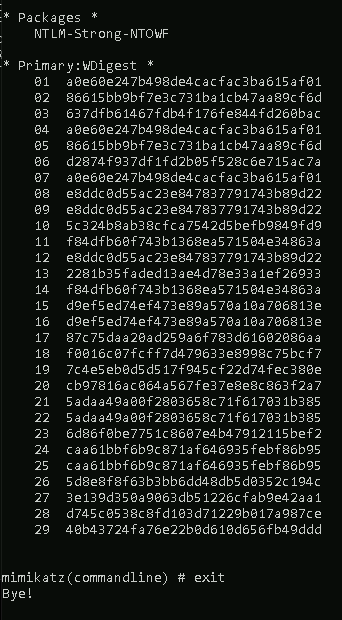 * Packages *
NTLM-Strong-NTOWF
* Primary:WDigest *
01 a0e60e247b498de4cacfac3ba615af01
02 86615bb9bf7e3c731ba1cb47aa89cf6d
03 637dfb61467fdb4f176fe844fd260bac
04 a0e60e247b498de4cacfac3ba615af01
05 86615bb9bf7e3c731ba1cb47aa89cf6d
06 d2874f937df1fd2b05f528c6e715ac7a
07 a0e60e247b498de4cacfac3ba615af01
08 e8ddc0d55ac23e847837791743b89d22
09 e8ddc0d55ac23e847837791743b89d22
10 5c324b8ab38cfca7542d5befb9849fd9
11 f84dfb60f743b1368ea571504e34863a
12 e8ddc0d55ac23e847837791743b89d22
13 2281b35faded13ae4d78e33a1ef26933
14 f84dfb60f743b1368ea571504e34863a
15 d9ef5ed74ef473e89a570a10a706813e
16 d9ef5ed74ef473e89a570a10a706813e
17 87c75daa20ad259a6f783d61602086aa
18 f0016c07fcff7d479633e8998c75bcf7
19 7c4e5eb0d5d517f945cf22d74fec380e
20 cb97816ac064a567fe37e8e8c863f2a7
21 5adaa49a00f2803658c71f617031b385
22 5adaa49a00f2803658c71f617031b385
23 6d86f0be7751c8607e4b47912115bef2
24 caa61bbf6b9c871af646935febf86b95
25 caa61bbf6b9c871af646935febf86b95
26 5d8e8f8f63b3bb6dd48db5d0352c194c
27 3e139d350a9063db51226cfab9e42aa1
28 d745c0538c8fd103d71229b017a987ce
29 40b43724fa76e22b0d610d656fb49ddd
mimikatz(commandline) # exit
Bye!